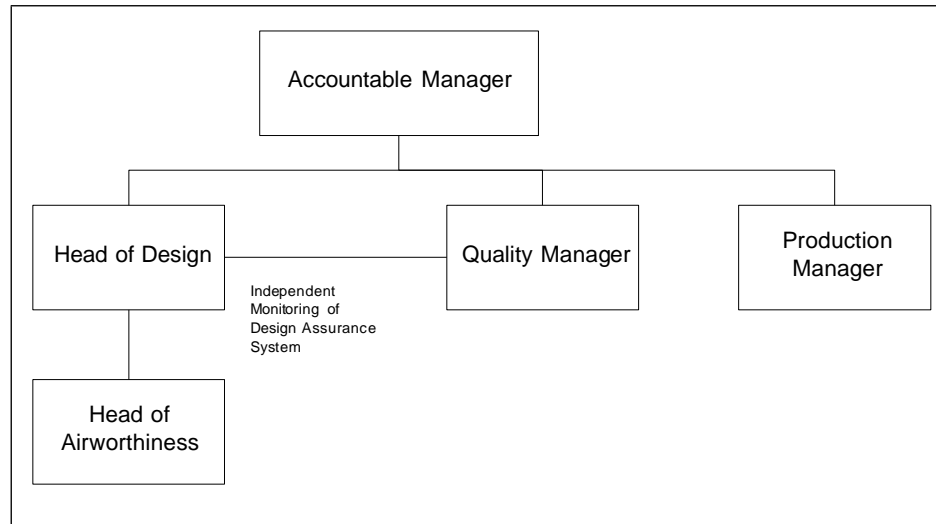 Accountable Manager
Head of Design
Quality Manager
Production
Manager
Independent
Monitoring of
Design Assurance
System
Head of
Airworthiness